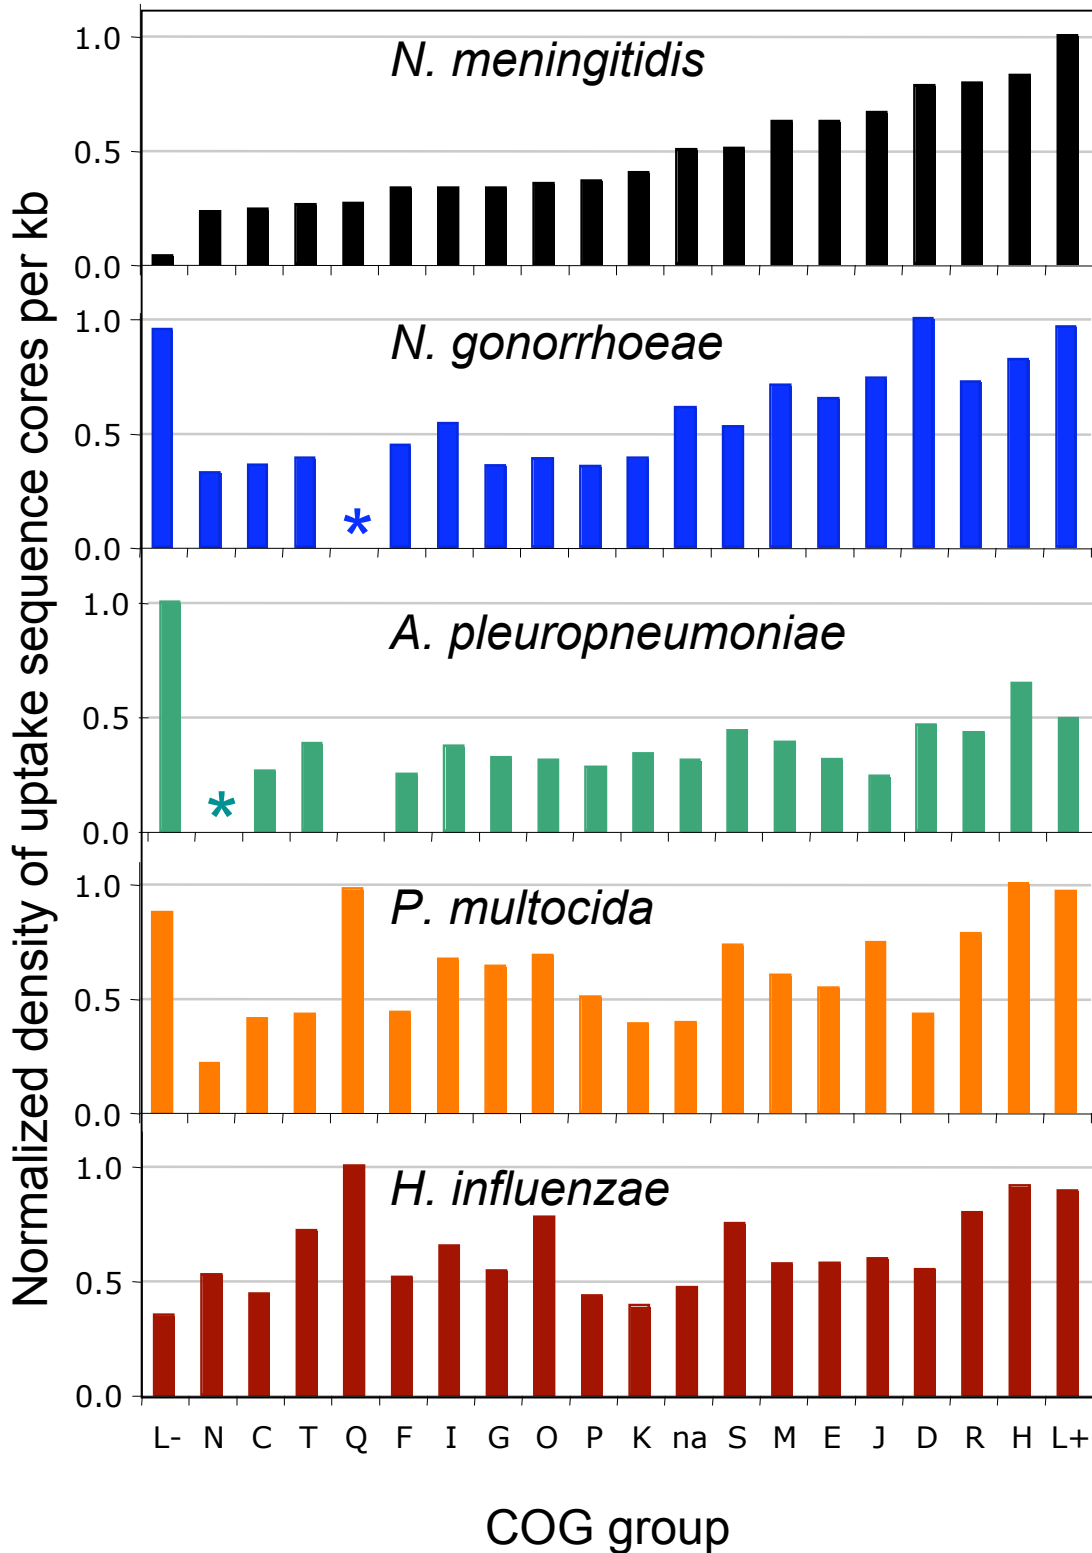 Normalized density of uptake sequence cores per kb
1.0
0.5
0.0
N. meningitidis
1.0
0.5
0.0
N. gonorrhoeae
*
1.0
0.5
0.0
A. pleuropneumoniae
*
1.0
0.5
0.0
P. multocida
1.0
0.5
0.0
H. influenzae
L- N C T Q F I G O P K na S M E J D R H L+
COG group